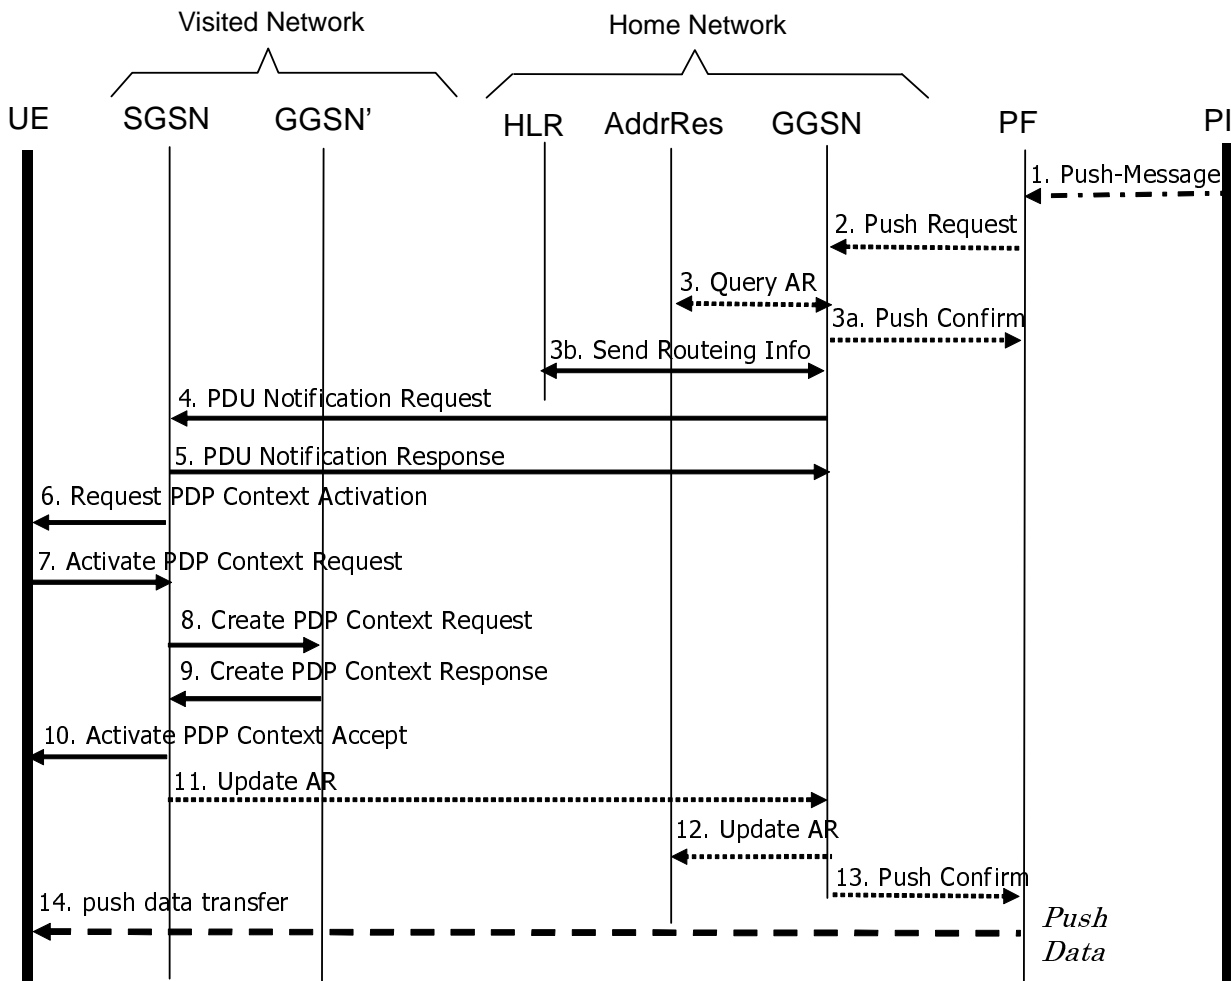 Visited Network
Home Network
UE
SGSN
GGSN’
HLR
AddrRes
GGSN
PF
PI
1. Push-Message
2. Push Request
3. Query AR
3a. Push Confirm
3b. Send Routeing Info
4. PDU Notification Request
5. PDU Notification Response
6. Request PDP Context Activation
7. Activate PDP Context Request
8. Create PDP Context Request
9. Create PDP Context Response
10. Activate PDP Context Accept
11. Update AR
12. Update AR
13. Push Confirm
14. push data transfer
Push
Data